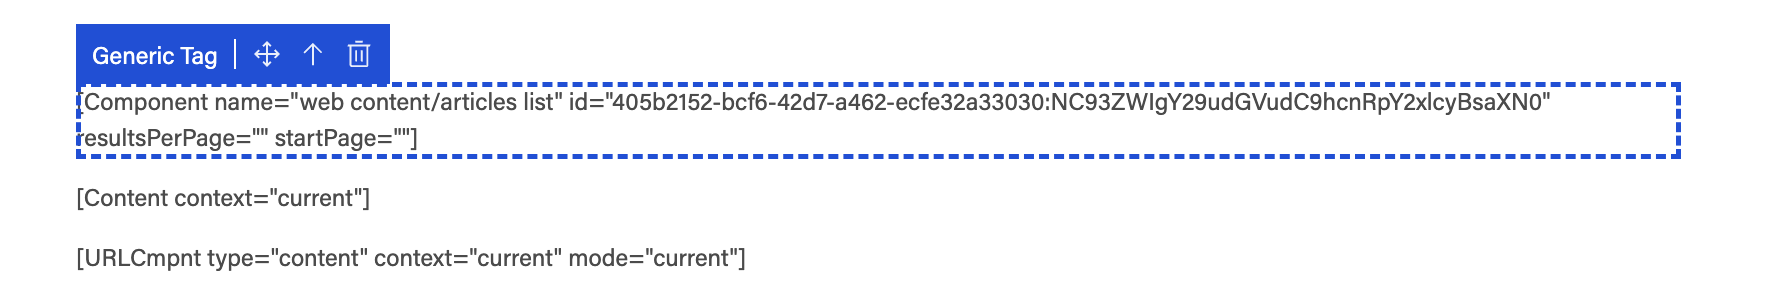 Generic Tag
[Component name="web content/articles list" id="405b2152-bcf6-42d7-a462-ecfe32a33030:NC93ZWIgY29udGVudC9hcnRpY2xlcyBsaXN0"
resultsPerPage="" startPage=""]
[Content context="current"]
[URLCmpnt type="content" context="current" mode="current"]